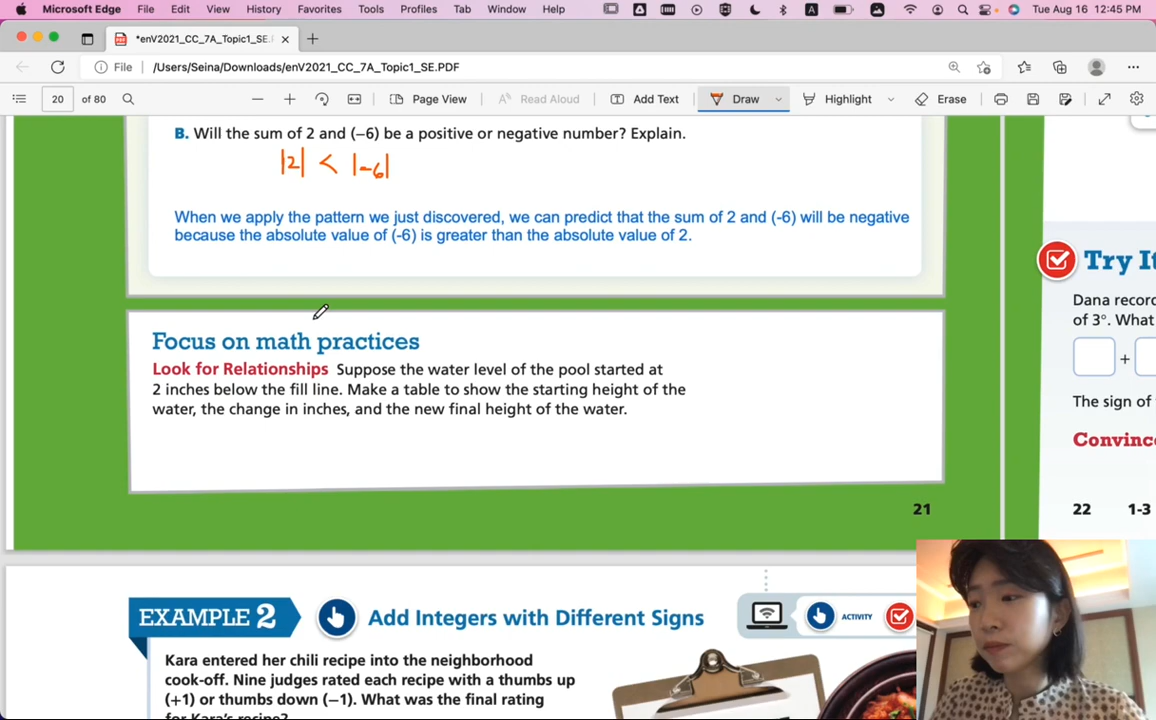 Microsoft Edge File Edit View History Favorites Tools Profiles Tab Window Help A Tue Aug 16 12:45 PM
*enV2021_CC_7A_Topic1_SE.
File /Users/Seina/Downloads/enV2021_CC_7A_Topic1_SE.PDF
20 of 80 Page View Read Aloud Add Text Draw Highlight Erase
B. Will the sum of 2 and (−6) be a positive or negative number? Explain.
|2| < |-6|
When we apply the pattern we just discovered, we can predict that the sum of 2 and (-6) will be negative
because the absolute value of (-6) is greater than the absolute value of 2.
Focus on math practices
Look for Relationships Suppose the water level of the pool started at
2 inches below the fill line. Make a table to show the starting height of the
water, the change in inches, and the new final height of the water.
21
Try It
Dana recor
of 3°. What
+
The sign of
Convinc
22 1-3
EXAMPLE 2 Add Integers with Different Signs
ACTIVITY
Kara entered her chili recipe into the neighborhood
cook-off. Nine judges rated each recipe with a thumbs up
(+1) or thumbs down (−1). What was the final rating
for Kara's recipe?